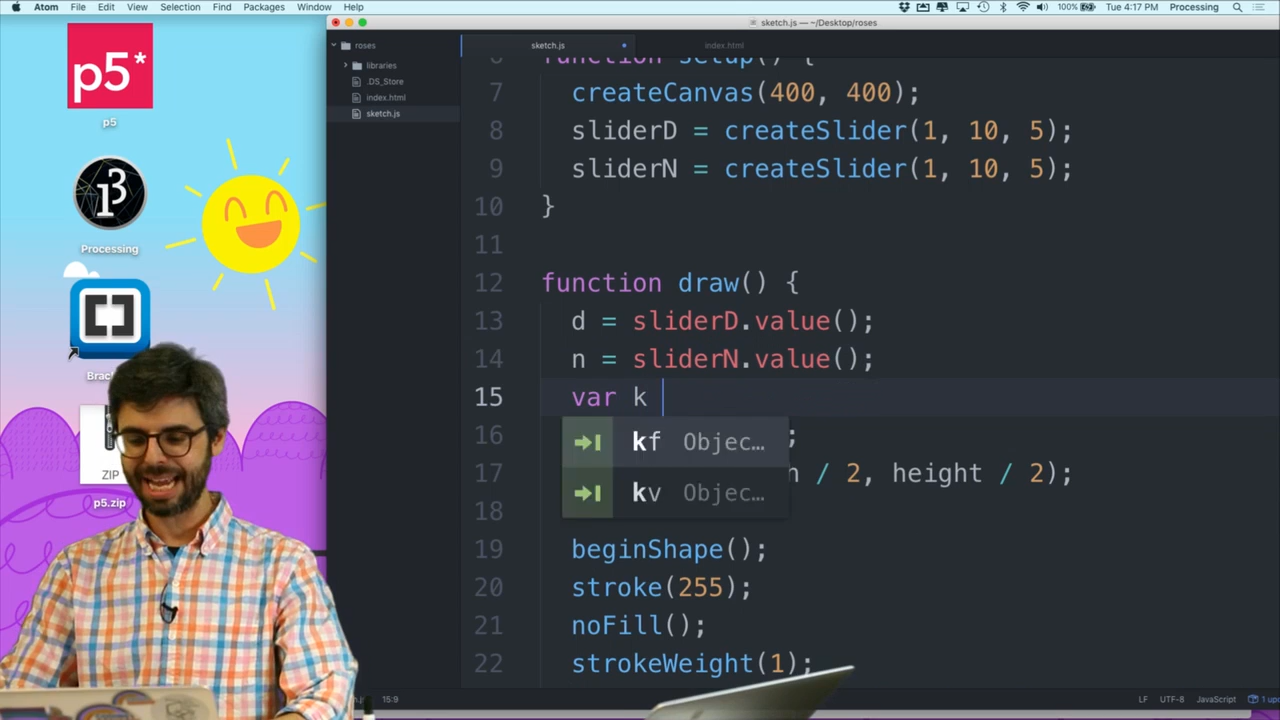 Atom File Edit View Selection Find Packages Window Help 100% Tue 4:17 PM Processing
sketch.js — ~/Desktop/roses
roses
libraries
.DS_Store
index.html
sketch.js
sketch.js index.html
6 function setup() {
7 createCanvas(400, 400);
8 sliderD = createSlider(1, 10, 5);
9 sliderN = createSlider(1, 10, 5);
10 }
11
12 function draw() {
13 d = sliderD.value();
14 n = sliderN.value();
15 var k
kf Objec…
kv Objec…
16 ;
17 / 2, height / 2);
18
19 beginShape();
20 stroke(255);
21 noFill();
22 strokeWeight(1);
p5*
p5
Processing
ZIP
p5.zip
15:9
LF UTF-8 JavaScript